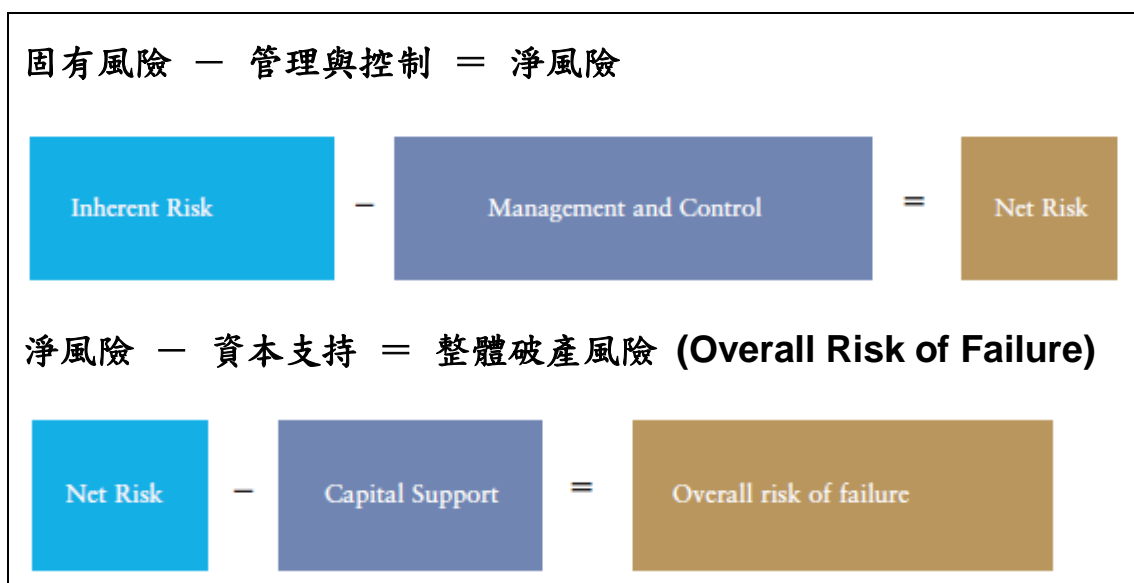 固有風險 － 管理與控制 ＝ 淨風險
Inherent Risk – Management and Control = Net Risk
淨風險 － 資本支持 ＝ 整體破產風險 (Overall Risk of Failure)
Net Risk – Capital Support = Overall risk of failure